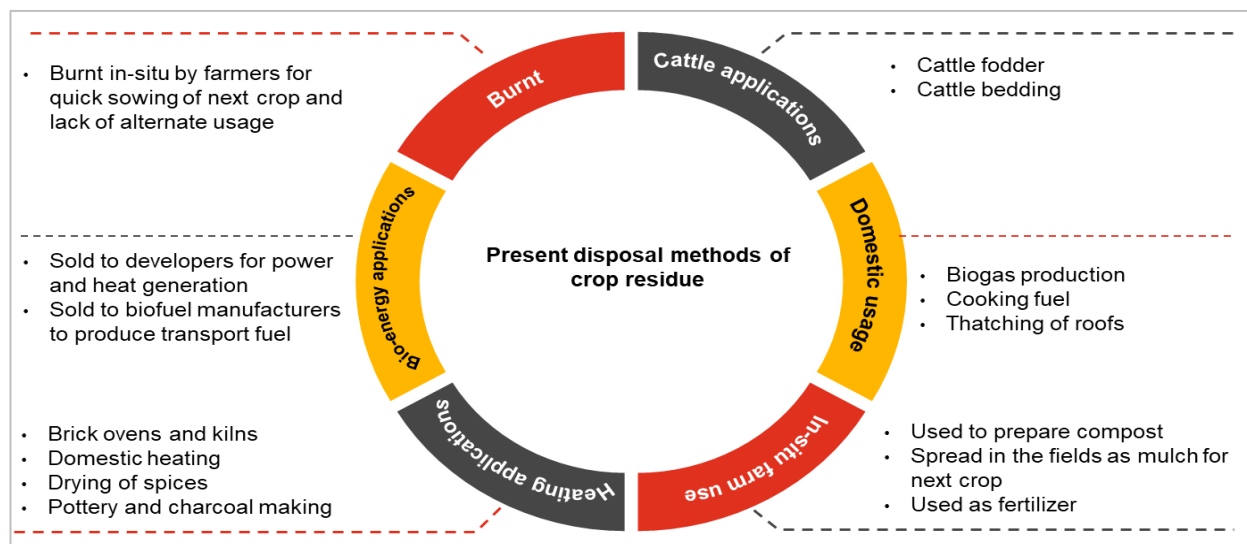 Present disposal methods of
crop residue
Burnt
• Burnt in-situ by farmers for
quick sowing of next crop and
lack of alternate usage
Cattle applications
• Cattle fodder
• Cattle bedding
Domestic usage
• Biogas production
• Cooking fuel
• Thatching of roofs
In-situ farm use
• Used to prepare compost
• Spread in the fields as mulch for
next crop
• Used as fertilizer
Heating applications
• Brick ovens and kilns
• Domestic heating
• Drying of spices
• Pottery and charcoal making
Bio-energy applications
• Sold to developers for power
and heat generation
• Sold to biofuel manufacturers
to produce transport fuel